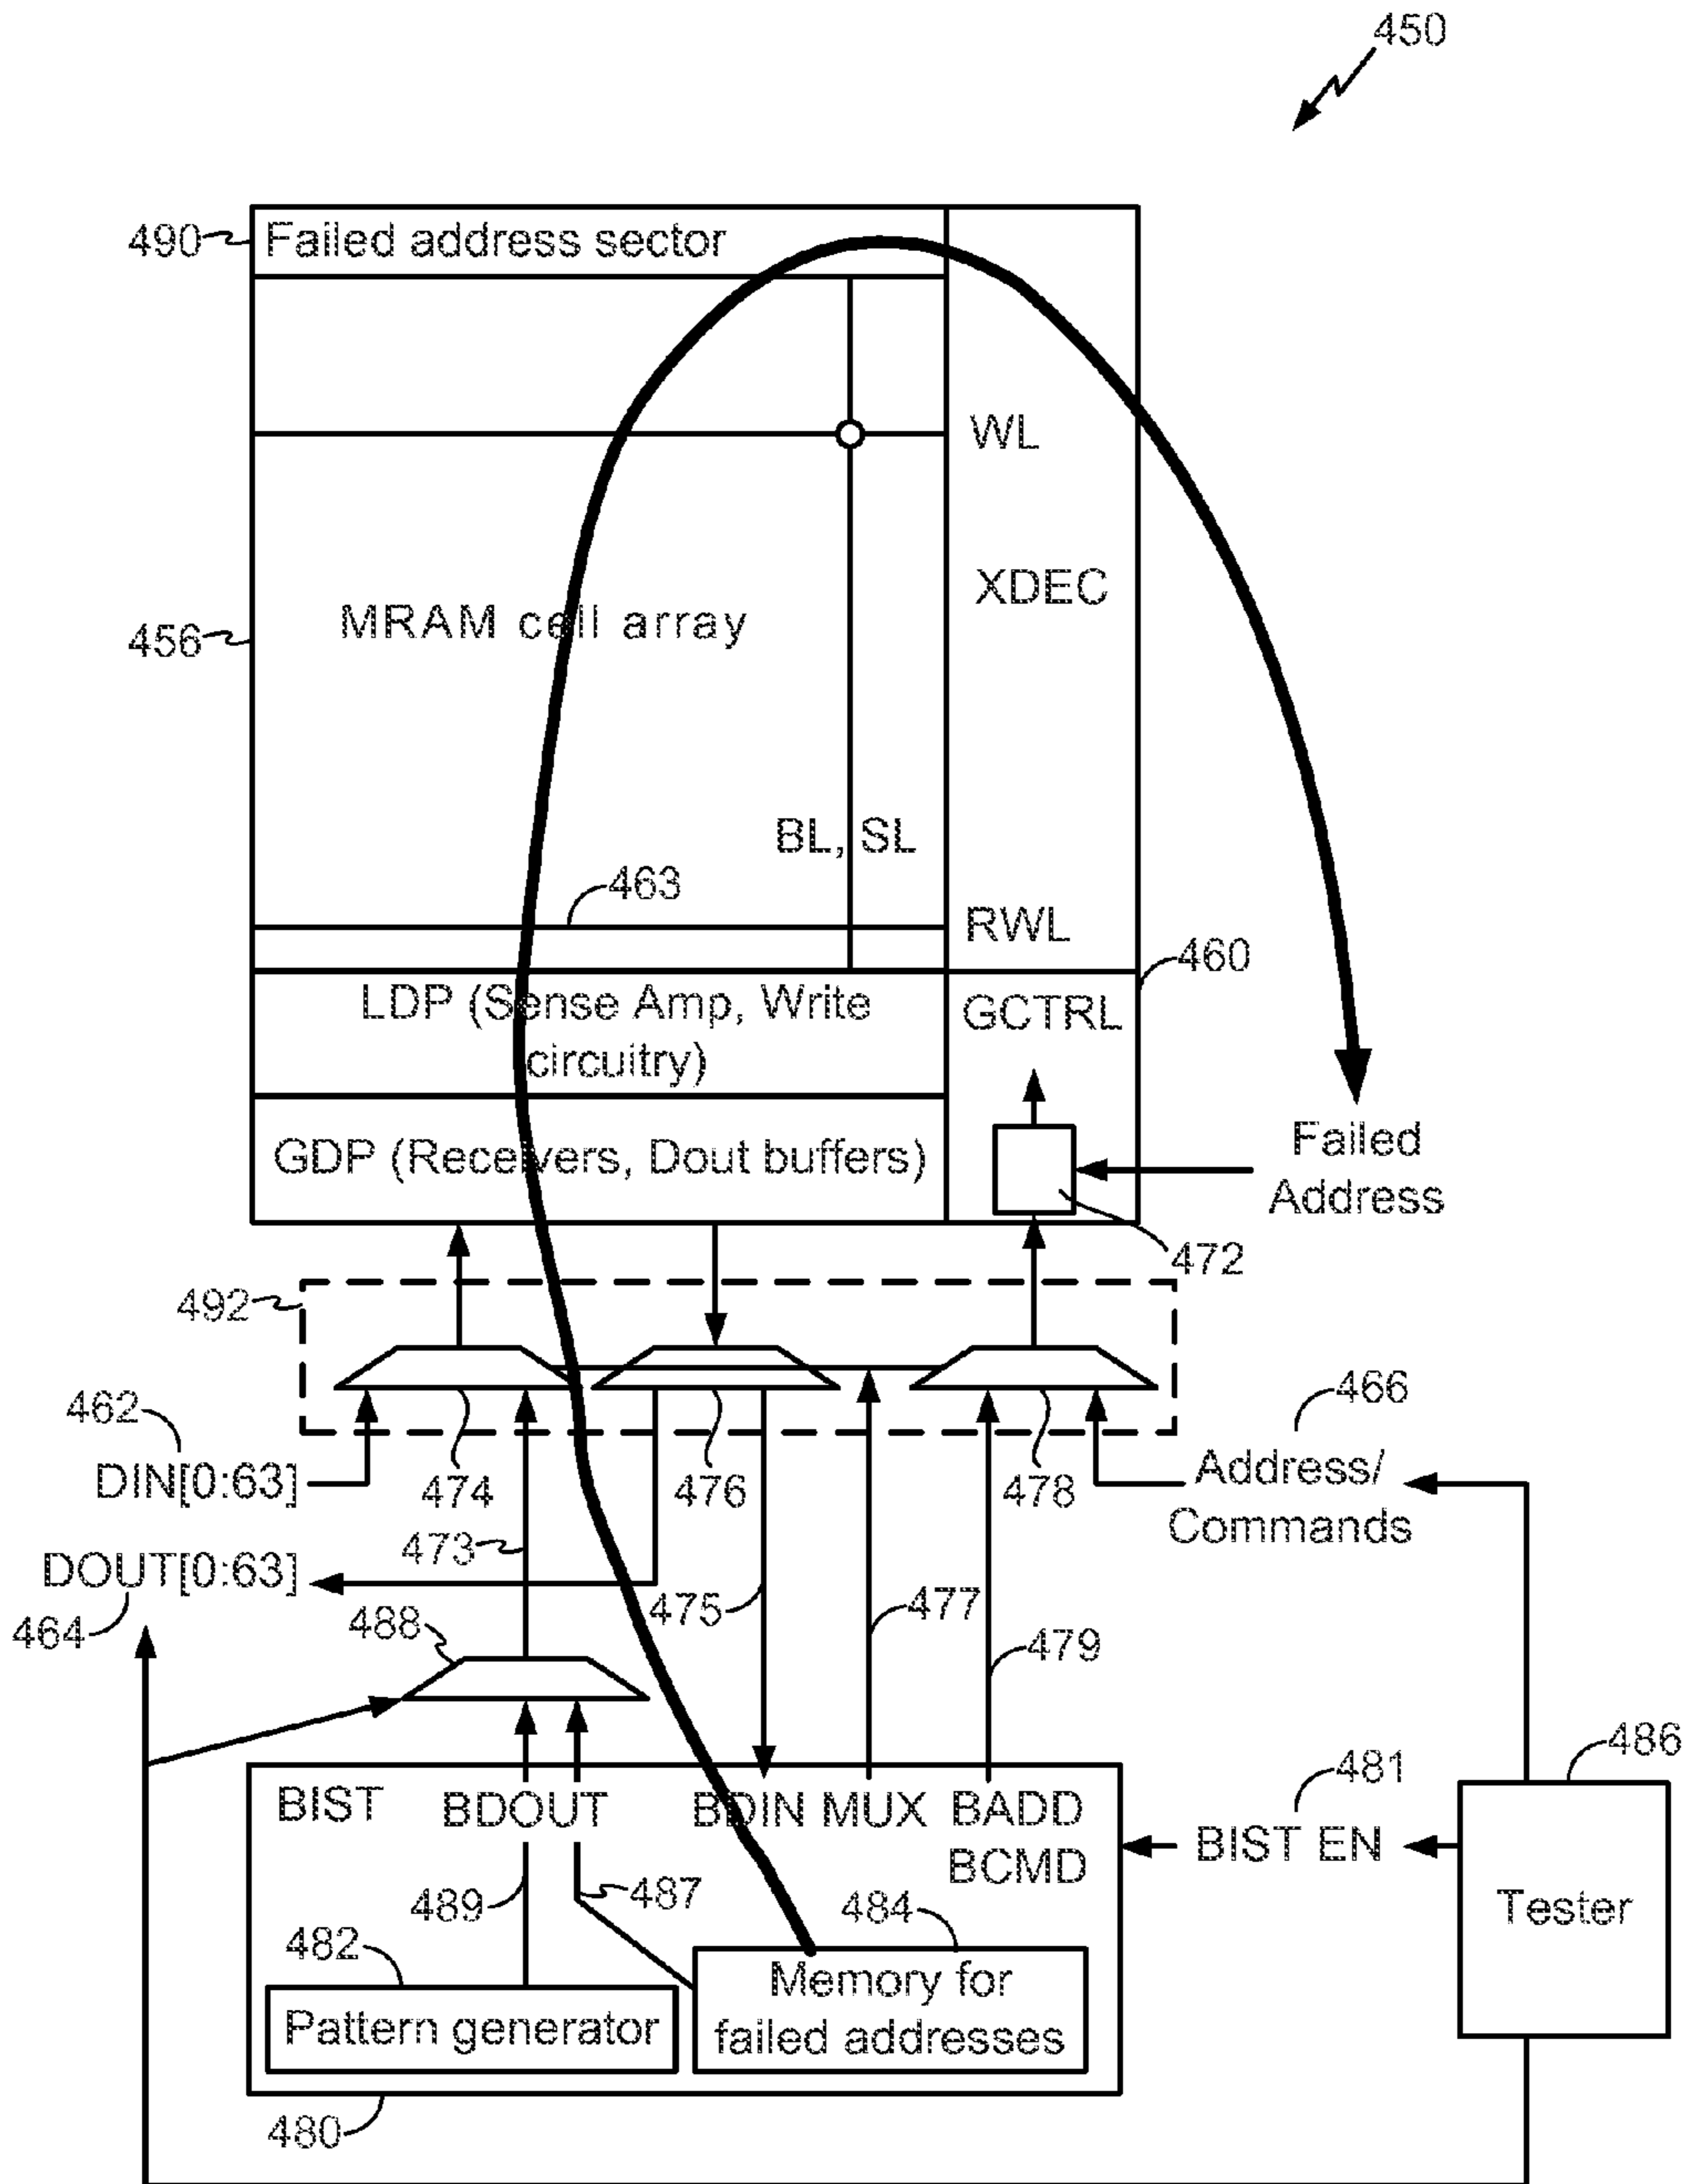 450
490
Failed address sector
WL
XDEC
456
MRAM cell array
BL, SL
463
RWL
460
LDP (Sense Amp, Write
circuitry)
GCTRL
GDP (Receivers, Dout buffers)
Failed
Address
472
492
462
466
DIN[0:63]
474
476
478
Address/
Commands
473
DOUT[0:63]
464
475
477
488
479
486
481
BIST
BDOUT
BDIN
MUX
BADD
BCMD
BIST EN
489
487
484
Tester
482
Pattern generator
Memory for
failed addresses
480